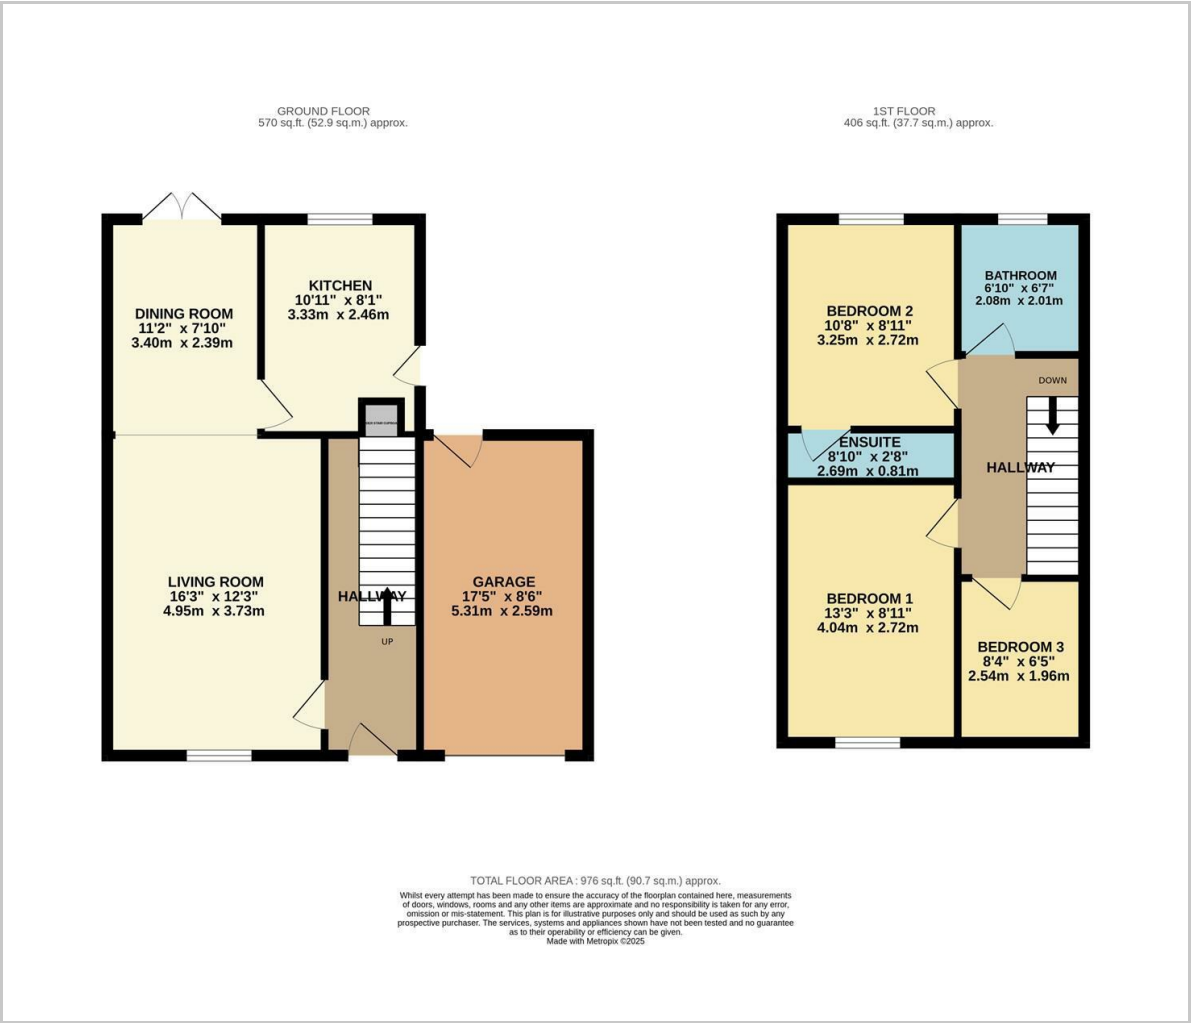 GROUND FLOOR
570 sq.ft. (52.9 sq.m.) approx.
1ST FLOOR
406 sq.ft. (37.7 sq.m.) approx.
DINING ROOM
11'2" x 7'10"
3.40m x 2.39m
KITCHEN
10'11" x 8'1"
3.33m x 2.46m
LIVING ROOM
16'3" x 12'3"
4.95m x 3.73m
HALLWAY
UP
GARAGE
17'5" x 8'6"
5.31m x 2.59m
BEDROOM 2
10'8" x 8'11"
3.25m x 2.72m
BATHROOM
6'10" x 6'7"
2.08m x 2.01m
DOWN
ENSUITE
8'10" x 2'8"
2.69m x 0.81m
HALLWAY
BEDROOM 1
13'3" x 8'11"
4.04m x 2.72m
BEDROOM 3
8'4" x 6'5"
2.54m x 1.96m
TOTAL FLOOR AREA : 976 sq.ft. (90.7 sq.m.) approx.
Whilst every attempt has been made to ensure the accuracy of the floorplan contained here, measurements
of doors, windows, rooms and any other items are approximate and no responsibility is taken for any error,
omission or mis-statement. This plan is for illustrative purposes only and should be used as such by any
prospective purchaser. The services, systems and appliances shown have not been tested and no guarantee
as to their operability or efficiency can be given.
Made with Metropix ©2025